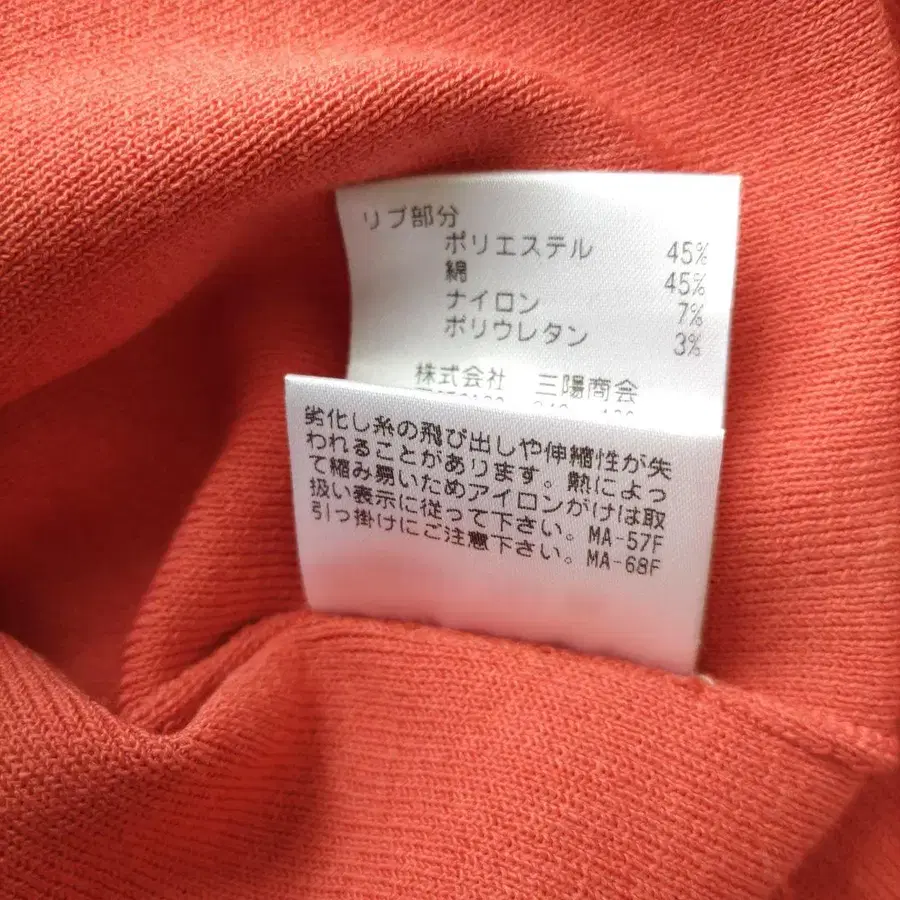 リブ部分
ポリエステル 45%
綿 45%
ナイロン 7%
ポリウレタン 3%
株式会社 三陽商会
劣化し糸の飛び出しや伸縮性が失
われることがあります。熱によっ
て縮み易いためアイロンがけは取
扱い表示に従って下さい。MA-57F
引っ掛けにご注意下さい。MA-68F